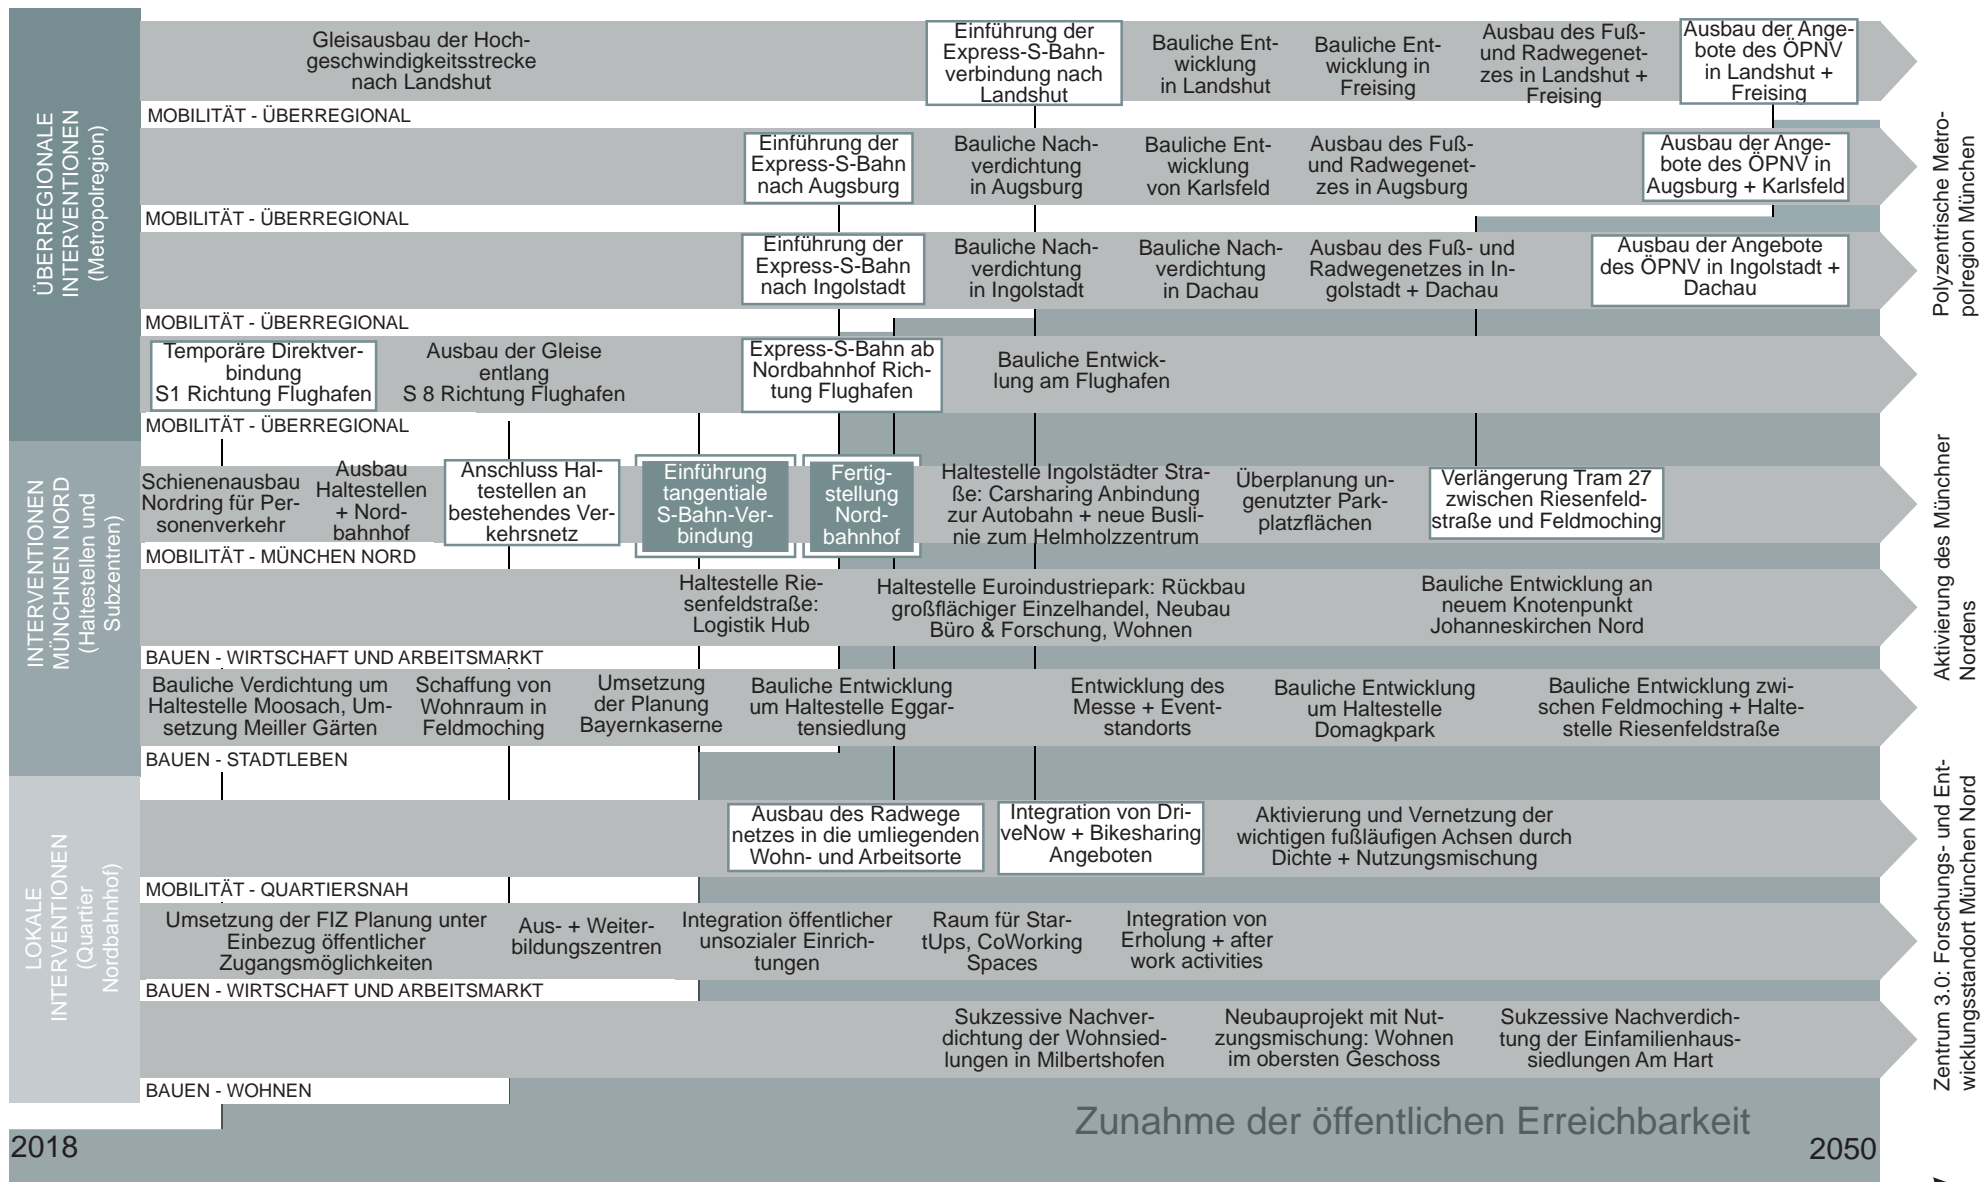 ÜBERREGIONALE
INTERVENTIONEN
(Metropolregion)
Gleisausbau der Hoch-
geschwindigkeitsstrecke
nach Landshut
Einführung der
Express-S-Bahn-
verbindung nach
Landshut
Bauliche Ent-
wicklung
in Landshut
Bauliche Ent-
wicklung in
Freising
Ausbau des Fuß-
und Radwegenet-
zes in Landshut +
Freising
Ausbau der Ange-
bote des ÖPNV
in Landshut +
Freising
MOBILITÄT - ÜBERREGIONAL
Einführung der
Express-S-Bahn
nach Augsburg
Bauliche Nach-
verdichtung
in Augsburg
Bauliche Ent-
wicklung
von Karlsfeld
Ausbau des Fuß-
und Radwegenet-
zes in Augsburg
Ausbau der Ange-
bote des ÖPNV in
Augsburg + Karlsfeld
MOBILITÄT - ÜBERREGIONAL
Einführung der
Express-S-Bahn
nach Ingolstadt
Bauliche Nach-
verdichtung
in Ingolstadt
Bauliche Nach-
verdichtung
in Dachau
Ausbau des Fuß- und
Radwegenetzes in In-
golstadt + Dachau
Ausbau der Angebote
des ÖPNV in Ingolstadt +
Dachau
MOBILITÄT - ÜBERREGIONAL
Temporäre Direktver-
bindung
S1 Richtung Flughafen
Ausbau der Gleise
entlang
S 8 Richtung Flughafen
Express-S-Bahn ab
Nordbahnhof Rich-
tung Flughafen
Bauliche Entwick-
lung am Flughafen
MOBILITÄT - ÜBERREGIONAL
Polyzentrische Metro-
polregion München
INTERVENTIONEN
MÜNCHNEN NORD
(Haltestellen und
Subzentren)
Schienenausbau
Nordring für Per-
sonenverkehr
Ausbau
Haltestellen
+ Nord-
bahnhof
Anschluss Hal-
testellen an
bestehendes Ver-
kehrsnetz
Einführung
tangentiale
S-Bahn-Ver-
bindung
Fertig-
stellung
Nord-
bahnhof
Haltestelle Ingolstädter Stra-
ße: Carsharing Anbindung
zur Autobahn + neue Busli-
nie zum Helmholzzentrum
Überplanung un-
genutzter Park-
platzflächen
Verlängerung Tram 27
zwischen Riesenfeld-
straße und Feldmoching
MOBILITÄT - MÜNCHEN NORD
Haltestelle Rie-
senfeldstraße:
Logistik Hub
Haltestelle Euroindustriepark: Rückbau
großflächiger Einzelhandel, Neubau
Büro & Forschung, Wohnen
Bauliche Entwicklung an
neuem Knotenpunkt
Johanneskirchen Nord
BAUEN - WIRTSCHAFT UND ARBEITSMARKT
Bauliche Verdichtung um
Haltestelle Moosach, Um-
setzung Meiller Gärten
Schaffung von
Wohnraum in
Feldmoching
Umsetzung
der Planung
Bayernkaserne
Bauliche Entwicklung
um Haltestelle Eggar-
tensiedlung
Entwicklung des
Messe + Event-
standorts
Bauliche Entwicklung
um Haltestelle
Domagkpark
Bauliche Entwicklung zwi-
schen Feldmoching + Halte-
stelle Riesenfeldstraße
BAUEN - STADTLEBEN
Aktivierung des Münchner
Nordens
LOKALE
INTERVENTIONEN
(Quartier
Nordbahnhof)
Ausbau des Radwege
netzes in die umliegenden
Wohn- und Arbeitsorte
Integration von Dri-
veNow + Bikesharing
Angeboten
Aktivierung und Vernetzung der
wichtigen fußläufigen Achsen durch
Dichte + Nutzungsmischung
MOBILITÄT - QUARTIERSNAH
Umsetzung der FIZ Planung unter
Einbezug öffentlicher
Zugangsmöglichkeiten
Aus- + Weiter-
bildungszentren
Integration öffentlicher
unsozialer Einrich-
tungen
Raum für Star-
tUps, CoWorking
Spaces
Integration von
Erholung + after
work activities
BAUEN - WIRTSCHAFT UND ARBEITSMARKT
Sukzessive Nachver-
dichtung der Wohnsied-
lungen in Milbertshofen
Neubauprojekt mit Nut-
zungsmischung: Wohnen
im obersten Geschoss
Sukzessive Nachverdich-
tung der Einfamilienhaus-
siedlungen Am Hart
BAUEN - WOHNEN
Zentrum 3.0: Forschungs- und Ent-
wicklungsstandort München Nord
Zunahme der öffentlichen Erreichbarkeit
2018
2050